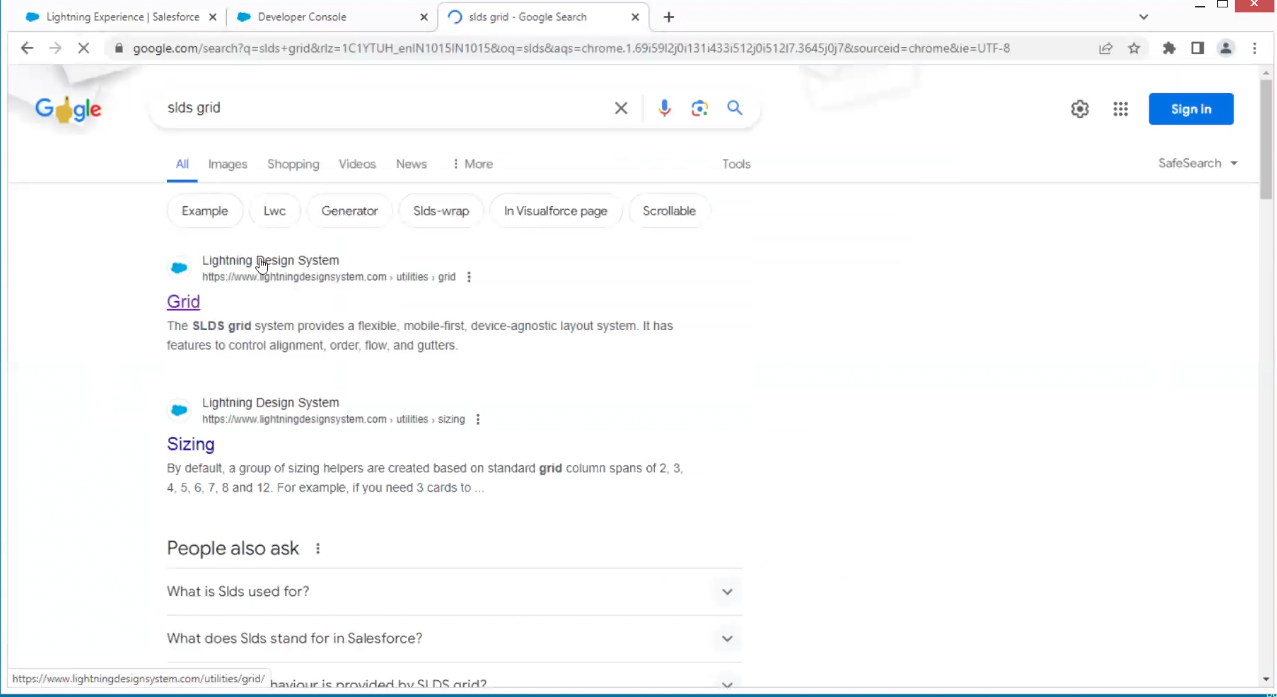 Lightning Experience | Salesforce
Developer Console
slds grid - Google Search
google.com/search?q=slds+grid&rlz=1C1YTUH_enIN1015IN1015&oq=slds&aqs=chrome.1.69i59l2j0i131i433i512j0i512l7.3645j0j7&sourceid=chrome&ie=UTF-8
slds grid
Sign in
All
Images
Shopping
Videos
News
More
Tools
SafeSearch
Example
Lwc
Generator
Slds-wrap
In Visualforce page
Scrollable
Lightning Design System
https://www.lightningdesignsystem.com › utilities › grid
Grid
The SLDS grid system provides a flexible, mobile-first, device-agnostic layout system. It has
features to control alignment, order, flow, and gutters.
Lightning Design System
https://www.lightningdesignsystem.com › utilities › sizing
Sizing
By default, a group of sizing helpers are created based on standard grid column spans of 2, 3,
4, 5, 6, 7, 8 and 12. For example, if you need 3 cards to ...
People also ask
What is Slds used for?
What does Slds stand for in Salesforce?
haviour is provided by SLDS grid?
https://www.lightningdesignsystem.com/utilities/grid/